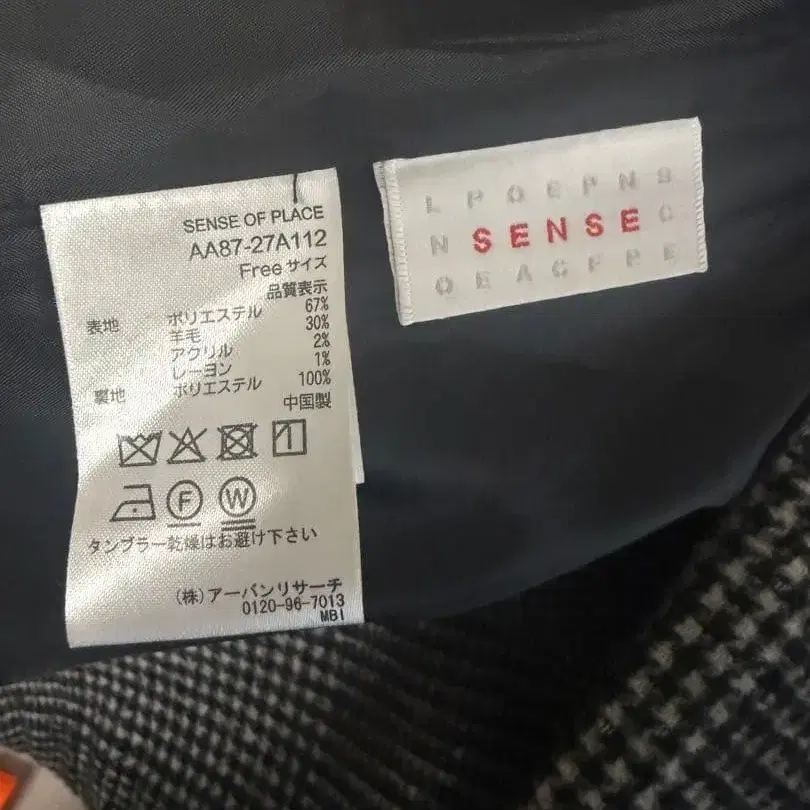 SENSE OF PLACE
AA87-27A112
Free サイズ
品質表示
表地 ポリエステル 67%
羊毛 30%
アクリル 2%
レーヨン 1%
裏地 ポリエステル 100%
中国製
F W
タンブラー乾燥はお避け下さい
(株)アーバンリサーチ
0120-96-7013
MBI
L P O E P N S
N SENSE C
O E A C F P E